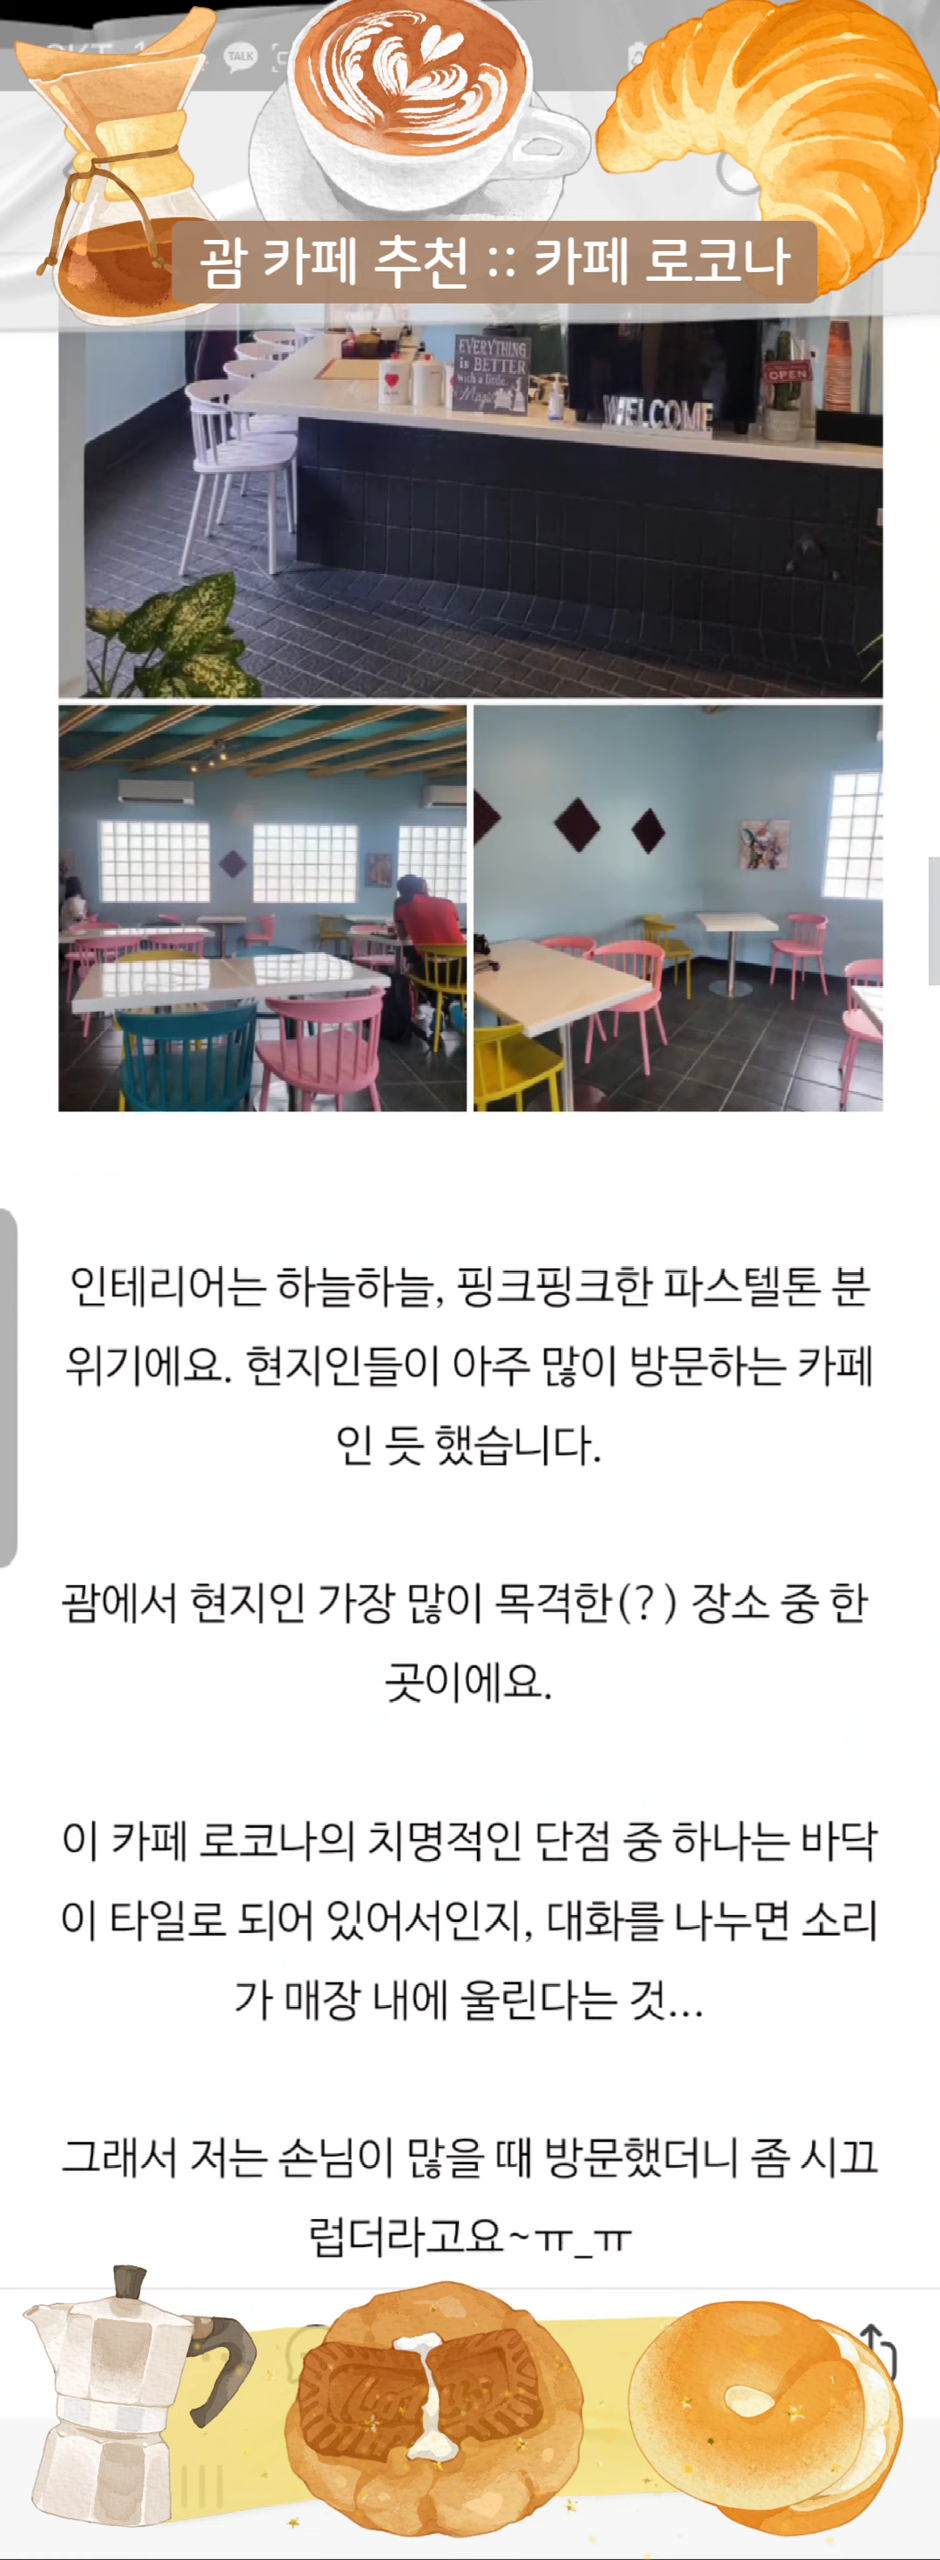 TALK
괌 카페 추천 :: 카페 로코나
EVERYTHING
is BETTER
with a little
Magic
WELCOME
OPEN
인테리어는 하늘하늘, 핑크핑크한 파스텔톤 분
위기에요. 현지인들이 아주 많이 방문하는 카페
인 듯 했습니다.
괌에서 현지인 가장 많이 목격한(?) 장소 중 한
곳이에요.
이 카페 로코나의 치명적인 단점 중 하나는 바닥
이 타일로 되어 있어서인지, 대화를 나누면 소리
가 매장 내에 울린다는 것...
그래서 저는 손님이 많을 때 방문했더니 좀 시끄
럽더라고요~ㅠ_ㅠ
Lotus